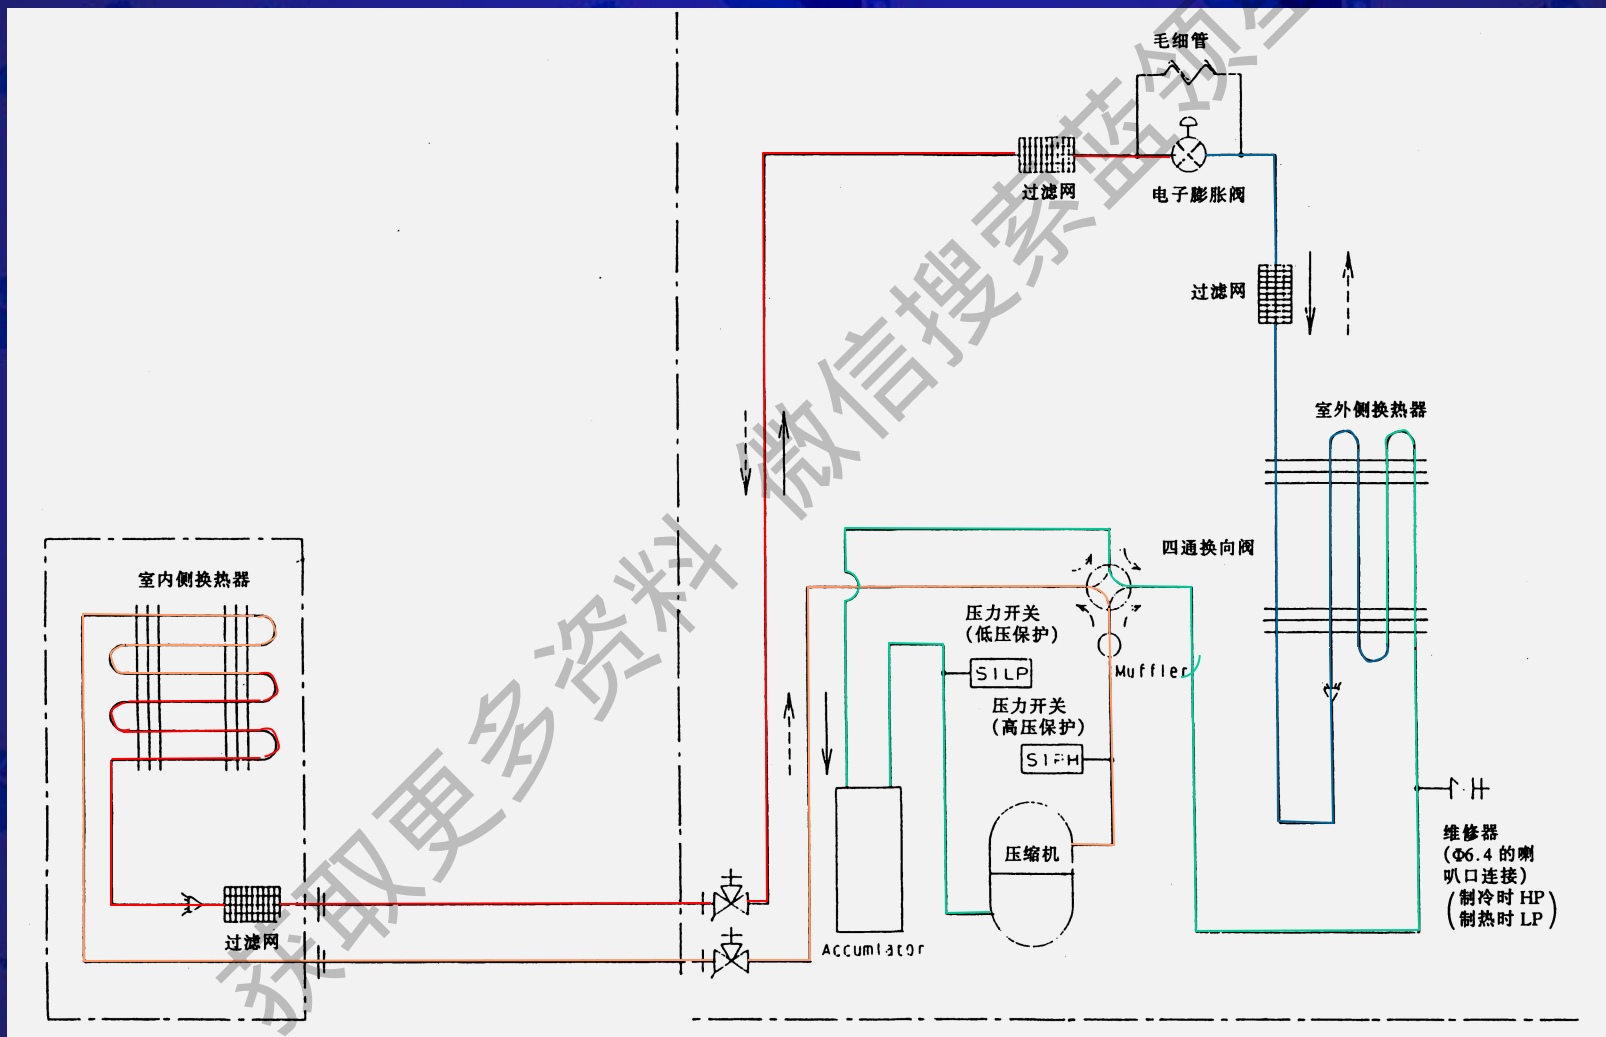 毛细管
过滤网
电子膨胀阀
过滤网
室外侧换热器
四通换向阀
室内侧换热器
压力开关
(低压保护)
S1LP
Muffler
压力开关
(高压保护)
S1PH
压缩机
维修器
(Φ6.4 的喇
叭口连接)
(制冷时 HP
制热时 LP)
过滤网
Accumlator
获取更多资料 微信搜索蓝领